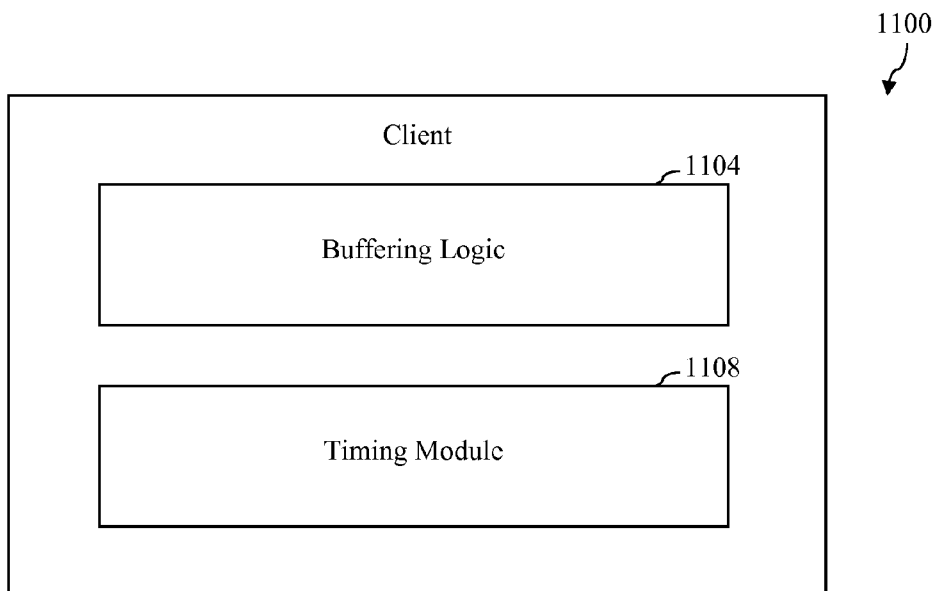 1100
Client
1104
Buffering Logic
1108
Timing Module